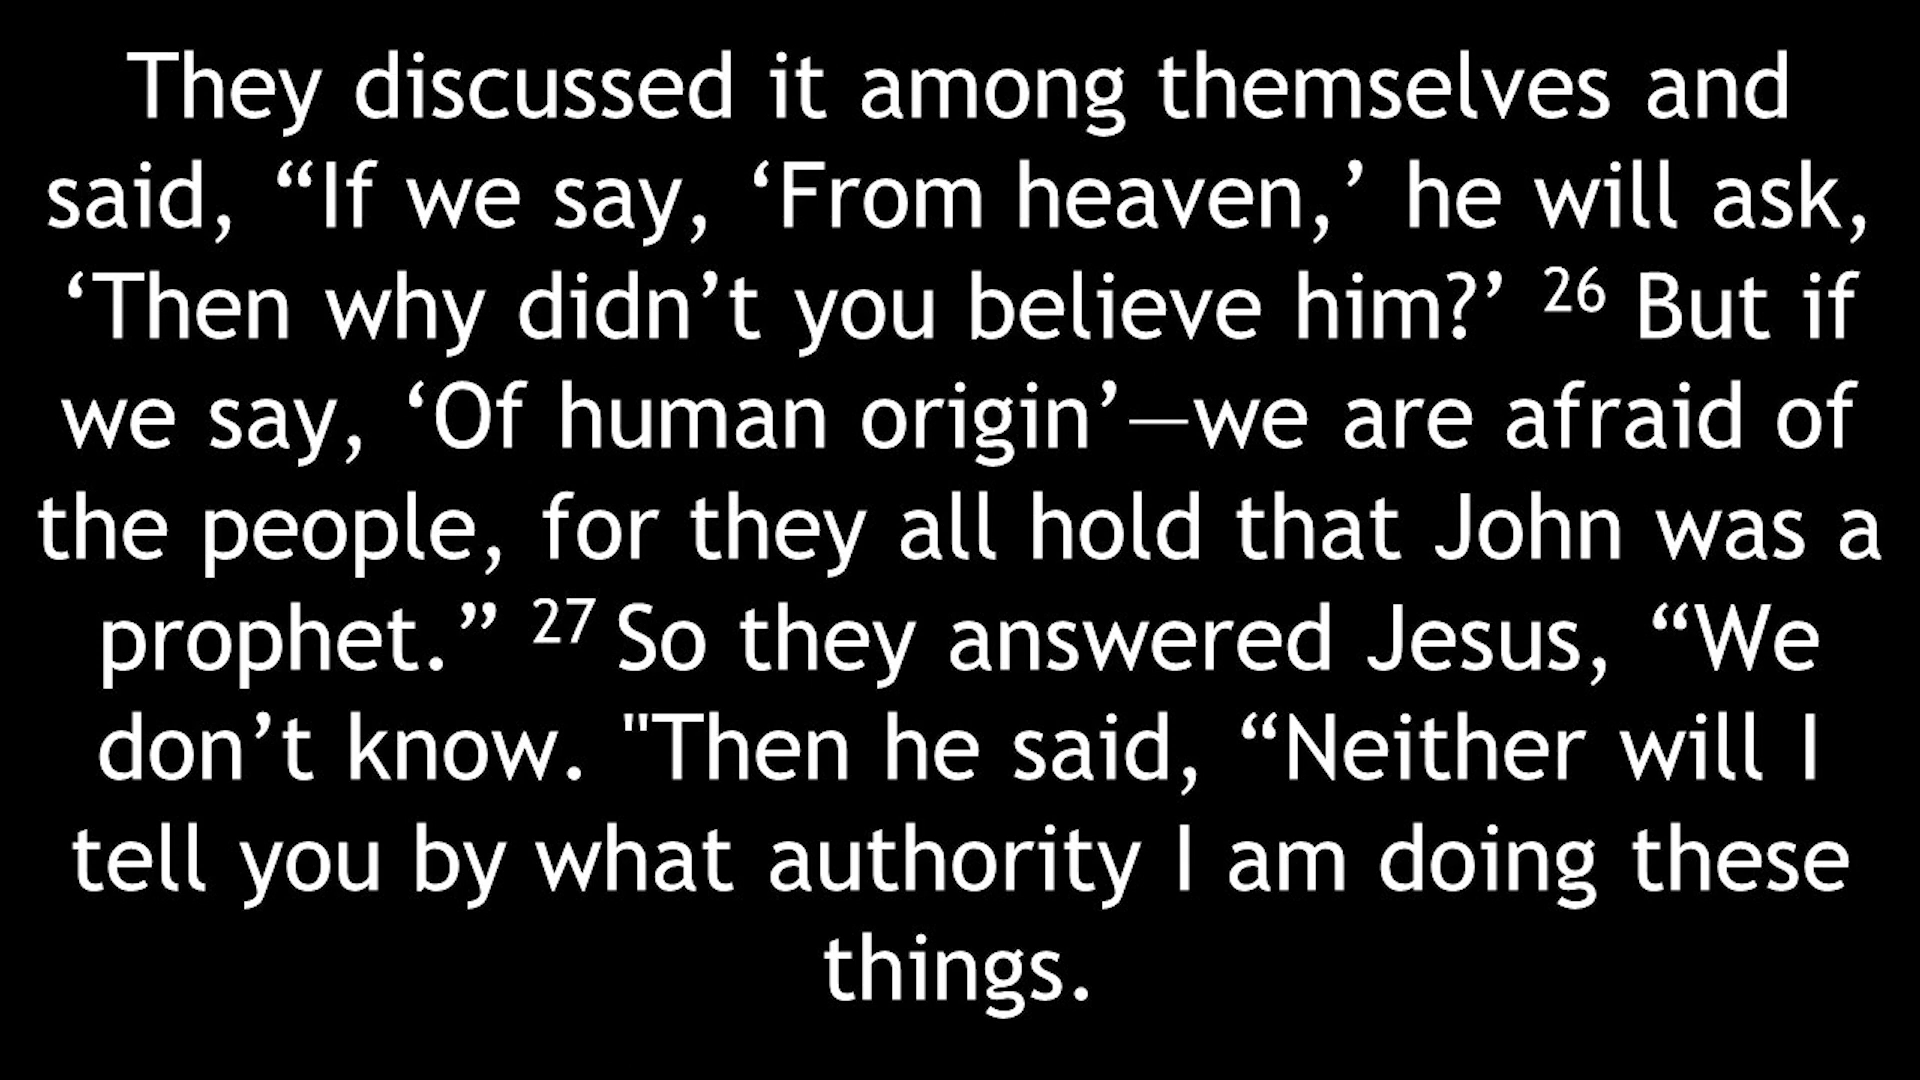 They discussed it among themselves and
said, “If we say, ‘From heaven,’ he will ask,
‘Then why didn’t you believe him?’ 26 But if
we say, ‘Of human origin’—we are afraid of
the people, for they all hold that John was a
prophet.” 27 So they answered Jesus, “We
don’t know. "Then he said, “Neither will I
tell you by what authority I am doing these
things.